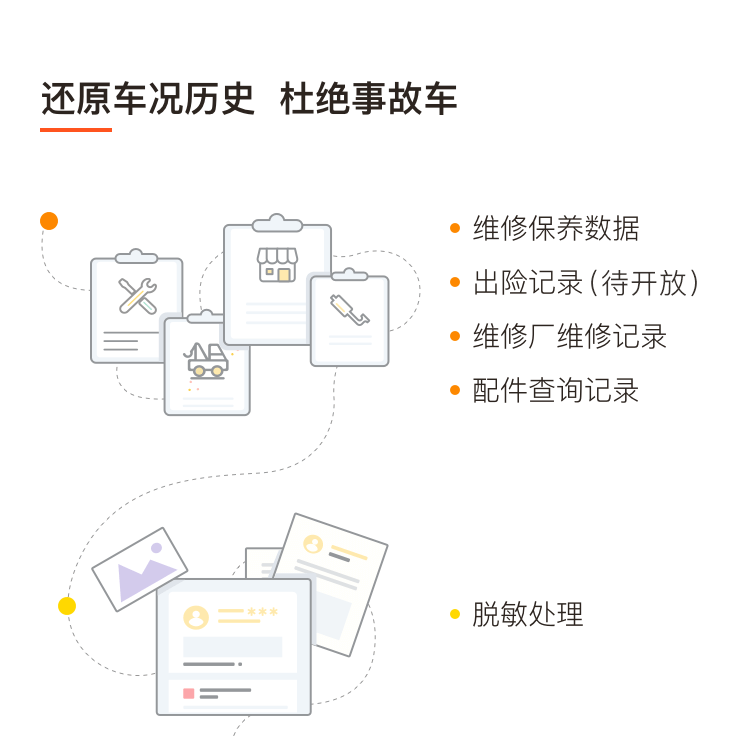 还原车况历史 杜绝事故车
维修保养数据
出险记录(待开放)
维修厂维修记录
配件查询记录
***
脱敏处理